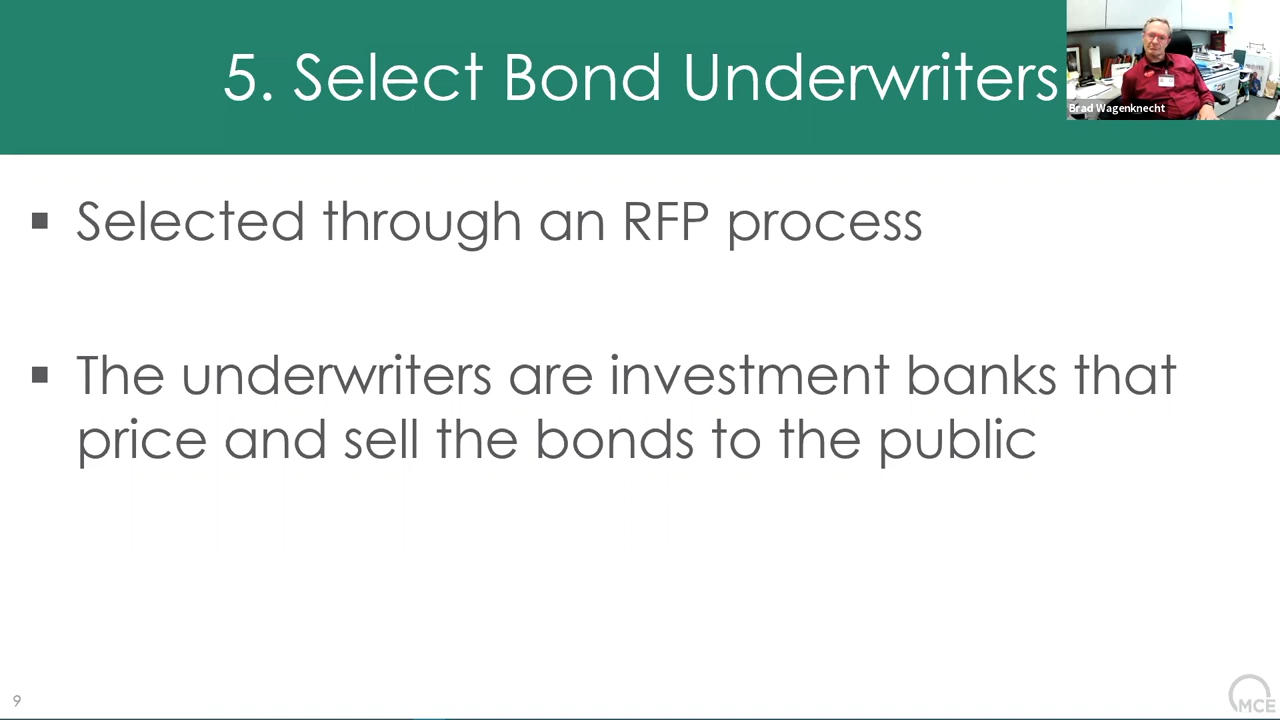 5. Select Bond Underwriters
Brad Wagenknecht
▪ Selected through an RFP process
▪ The underwriters are investment banks that
price and sell the bonds to the public
9
MCE